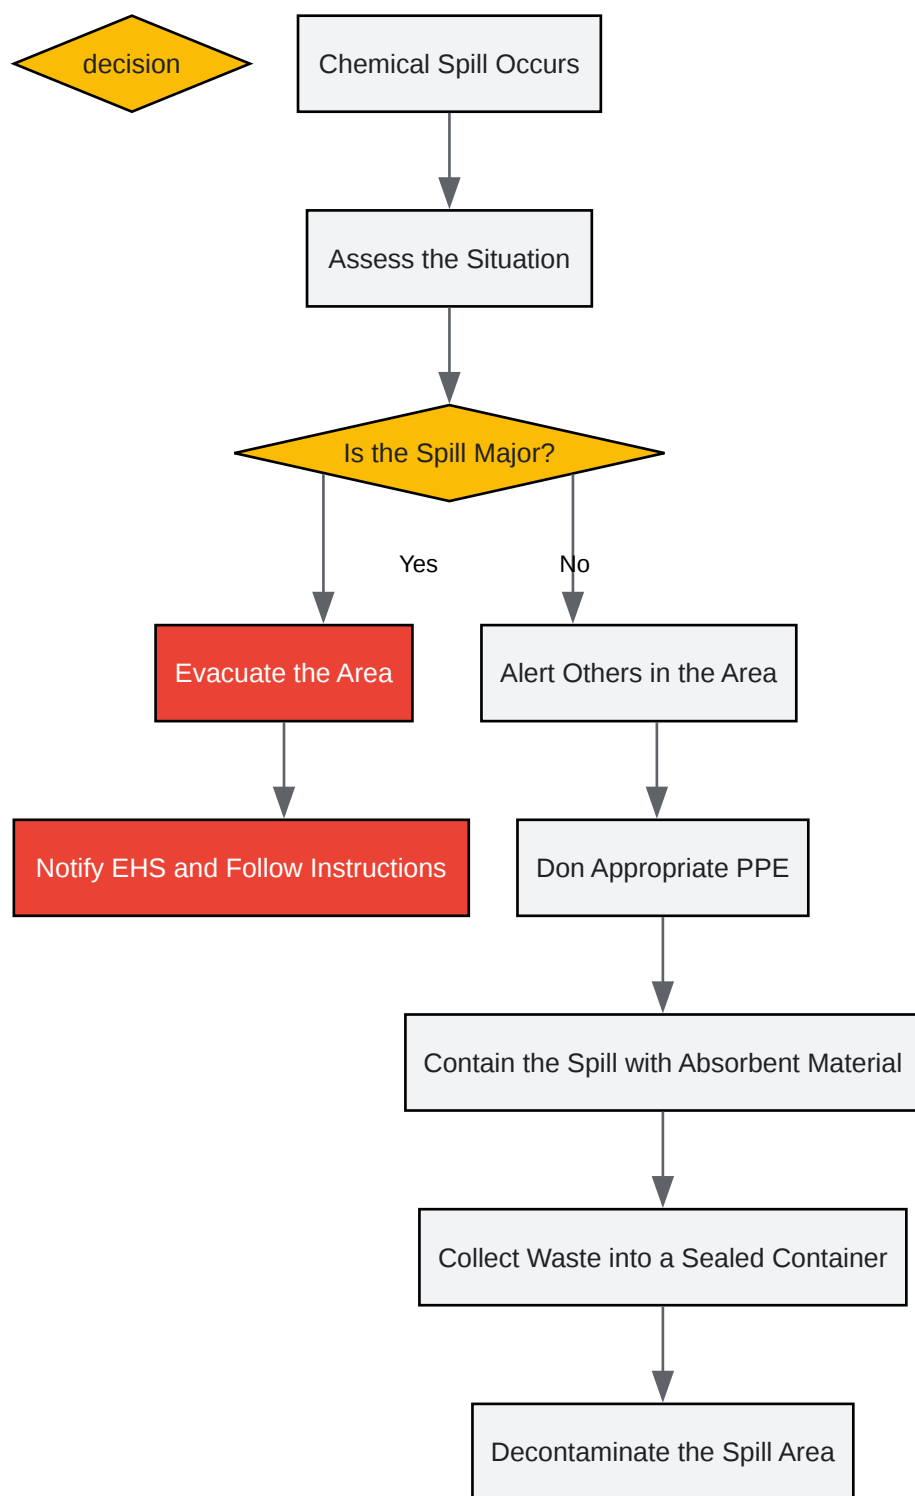 decision
Chemical Spill Occurs
Assess the Situation
Is the Spill Major?
Yes
No
Evacuate the Area
Alert Others in the Area
Notify EHS and Follow Instructions
Don Appropriate PPE
Contain the Spill with Absorbent Material
Collect Waste into a Sealed Container
Decontaminate the Spill Area